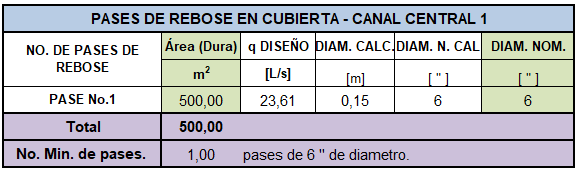 PASES DE REBOSE EN CUBIERTA - CANAL CENTRAL 1
NO. DE PASES DE REBOSE Área (Dura) q DISEÑO DIAM. CALC. DIAM. N. CAL DIAM. NOM.
m² [L/s] [m] [ " ] [ " ]
PASE No.1 500,00 23,61 0,15 6 6
Total 500,00
No. Min. de pases. 1,00 pases de 6 " de diametro.